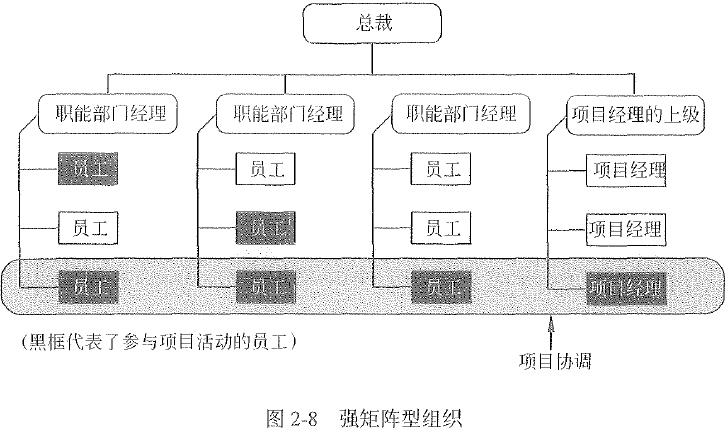 总裁
职能部门经理
职能部门经理
职能部门经理
项目经理的上级
员工
员工
员工
项目经理
员工
员工
员工
项目经理
员工
员工
员工
项目经理
(黑框代表了参与项目活动的员工)
项目协调
图 2-8 强矩阵型组织